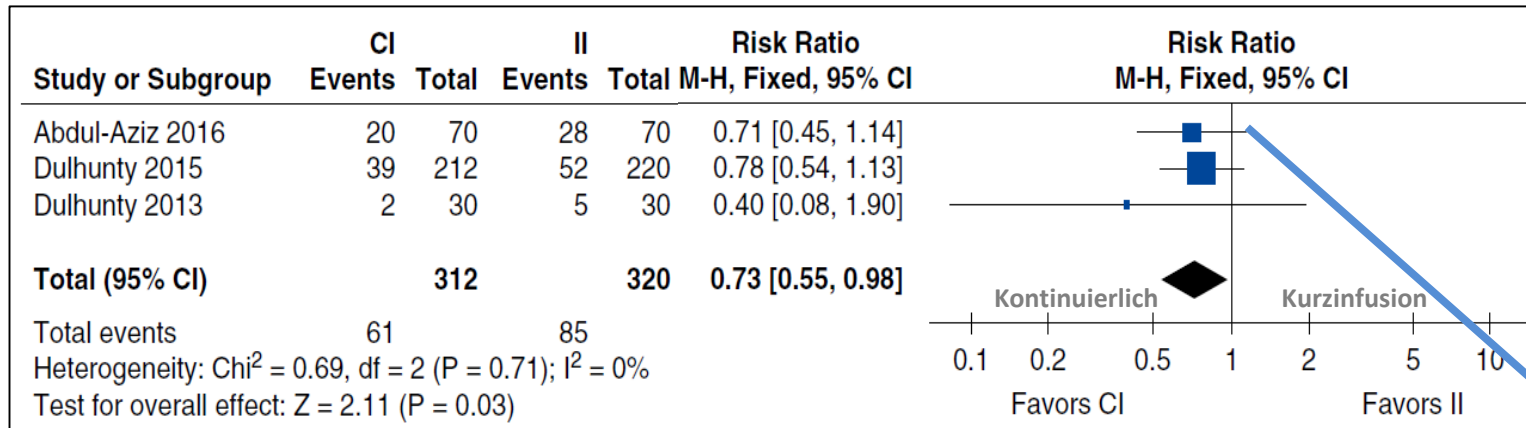 CI II Risk Ratio Risk Ratio
Study or Subgroup Events Total Events Total M-H, Fixed, 95% CI M-H, Fixed, 95% CI
Abdul-Aziz 2016 20 70 28 70 0.71 [0.45, 1.14]
Dulhunty 2015 39 212 52 220 0.78 [0.54, 1.13]
Dulhunty 2013 2 30 5 30 0.40 [0.08, 1.90]
Total (95% CI) 312 320 0.73 [0.55, 0.98]
Kontinuierlich Kurzinfusion
Total events 61 85
Heterogeneity: Chi² = 0.69, df = 2 (P = 0.71); I² = 0%
0.1 0.2 0.5 1 2 5 10
Test for overall effect: Z = 2.11 (P = 0.03)
Favors CI Favors II